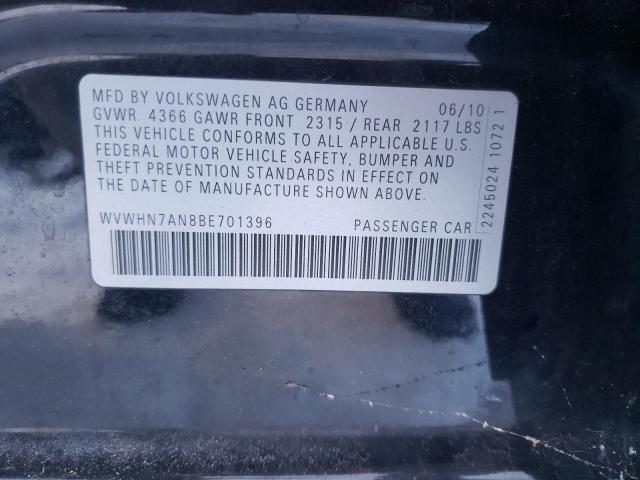 MFD BY VOLKSWAGEN AG GERMANY 06/10
GVWR 4366 GAWR FRONT 2315 / REAR 2117 LBS
THIS VEHICLE CONFORMS TO ALL APPLICABLE U.S.
FEDERAL MOTOR VEHICLE SAFETY, BUMPER AND
THEFT PREVENTION STANDARDS IN EFFECT ON
THE DATE OF MANUFACTURE SHOWN ABOVE.
WVWHN7AN8BE701396 PASSENGER CAR
2245024 1072 1